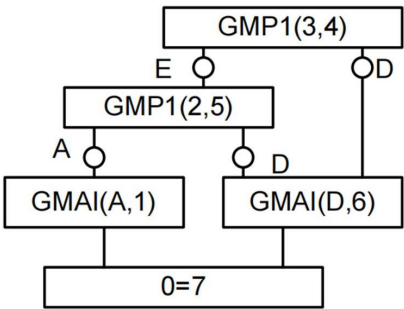 GMP1(3,4)
E
D
GMP1(2,5)
A
D
GMAI(A,1)
GMAI(D,6)
0=7